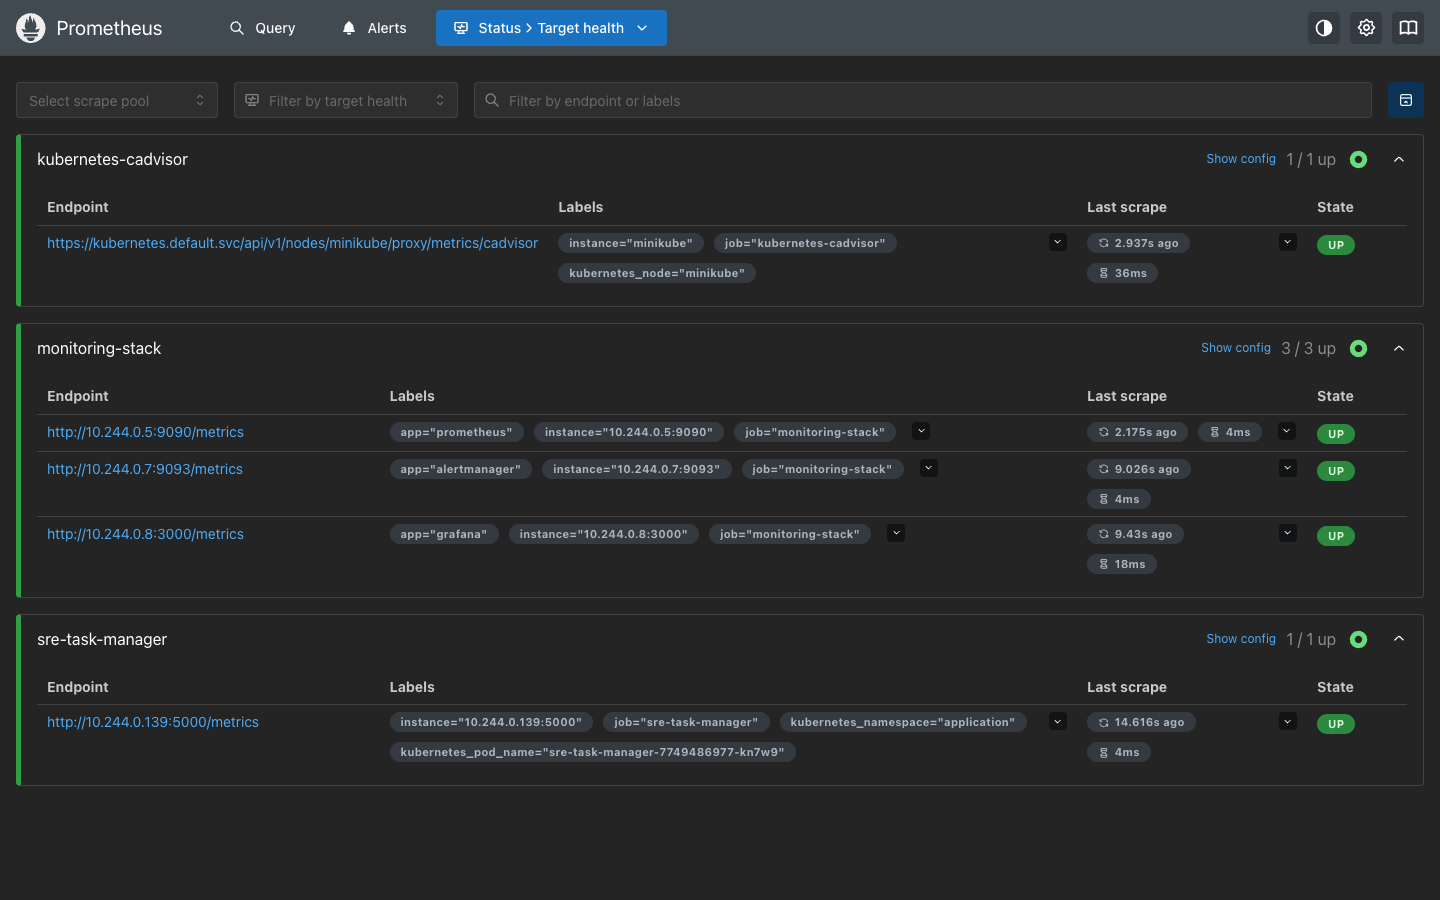 Prometheus Query Alerts Status > Target health
Select scrape pool Filter by target health Filter by endpoint or labels
kubernetes-cadvisor Show config 1 / 1 up
Endpoint Labels Last scrape State
https://kubernetes.default.svc/api/v1/nodes/minikube/proxy/metrics/cadvisor instance="minikube" job="kubernetes-cadvisor" 2.937s ago UP
kubernetes_node="minikube" 36ms
monitoring-stack Show config 3 / 3 up
Endpoint Labels Last scrape State
http://10.244.0.5:9090/metrics app="prometheus" instance="10.244.0.5:9090" job="monitoring-stack" 2.175s ago 4ms UP
http://10.244.0.7:9093/metrics app="alertmanager" instance="10.244.0.7:9093" job="monitoring-stack" 9.026s ago UP
4ms
http://10.244.0.8:3000/metrics app="grafana" instance="10.244.0.8:3000" job="monitoring-stack" 9.43s ago UP
18ms
sre-task-manager Show config 1 / 1 up
Endpoint Labels Last scrape State
http://10.244.0.139:5000/metrics instance="10.244.0.139:5000" job="sre-task-manager" kubernetes_namespace="application" 14.616s ago UP
kubernetes_pod_name="sre-task-manager-7749486977-kn7w9" 4ms